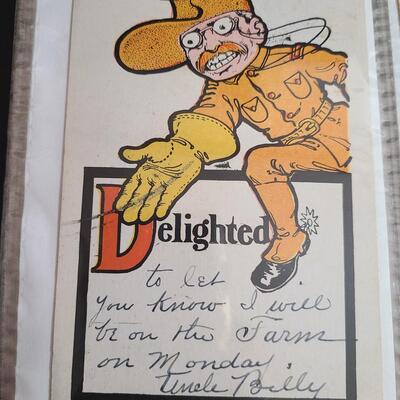 Delighted
to let
you know I will
be on the Farm
on Monday.
Uncle Billy